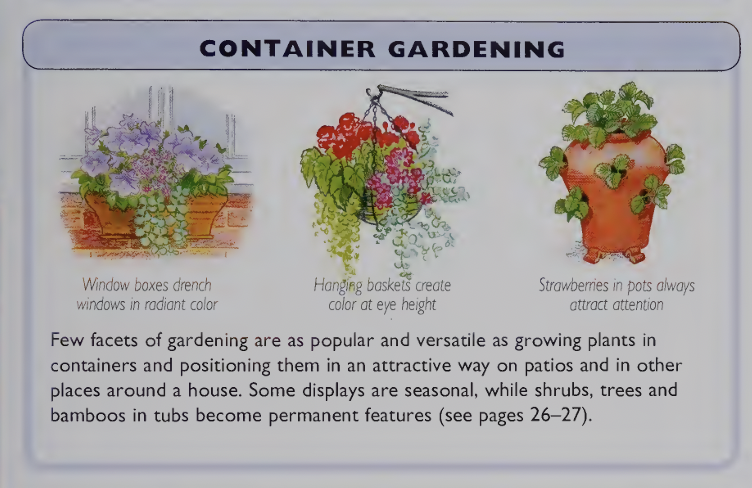 CONTAINER GARDENING
Window boxes drench
windows in radiant color
Hanging baskets create
color at eye height
Strawberries in pots always
attract attention
Few facets of gardening are as popular and versatile as growing plants in
containers and positioning them in an attractive way on patios and in other
places around a house. Some displays are seasonal, while shrubs, trees and
bamboos in tubs become permanent features (see pages 26–27).